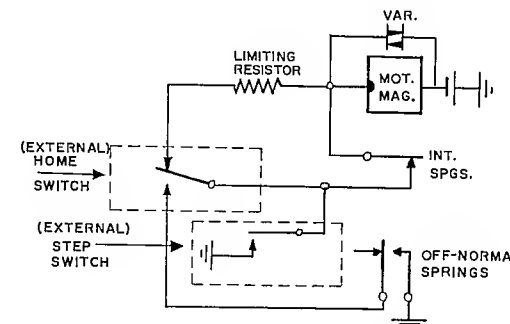 VAR.
LIMITING
RESISTOR
MOT.
MAG.
(EXTERNAL)
HOME
SWITCH
INT.
SPGS.
(EXTERNAL)
STEP
SWITCH
OFF-NORMA
SPRINGS